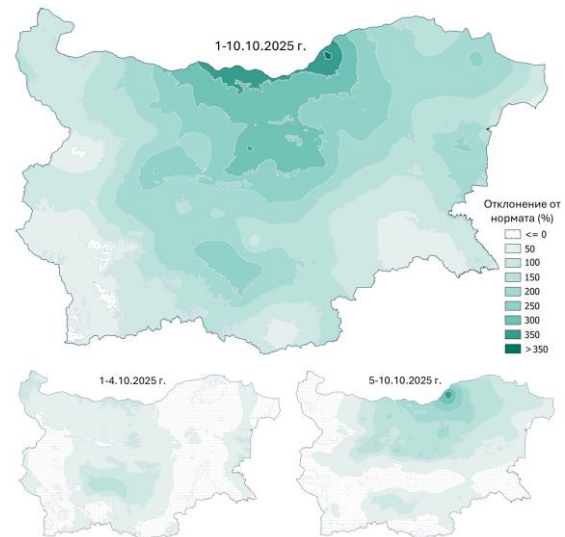 1-10.10.2025 г.
Отклонение от
нормата (%)
<= 0
50
100
150
200
250
300
350
> 350
1-4.10.2025 г.
5-10.10.2025 г.